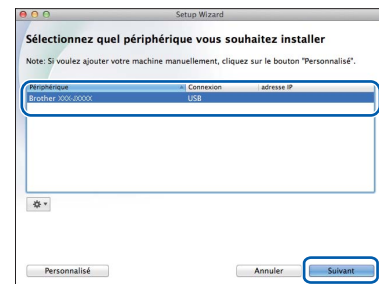 Setup Wizard
Sélectionnez quel périphérique vous souhaitez installer
Note: Si voulez ajouter votre machine manuellement, cliquez sur le bouton "Personnalisé".
Périphérique Connexion adresse IP
Brother XXX-XXXX USB
Personnalisé Annuler Suivant